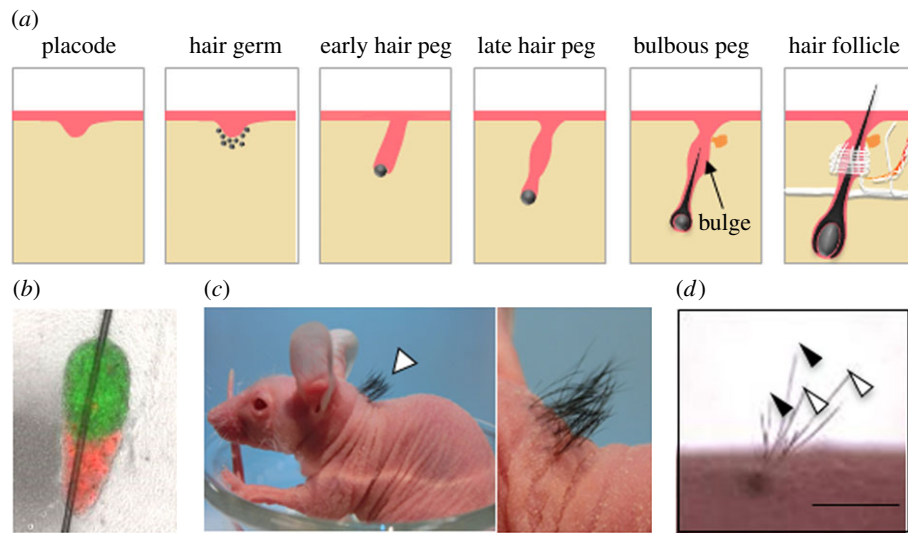 (a)
placode
hair germ
early hair peg
late hair peg
bulbous peg
hair follicle
bulge
(b)
(c)
(d)